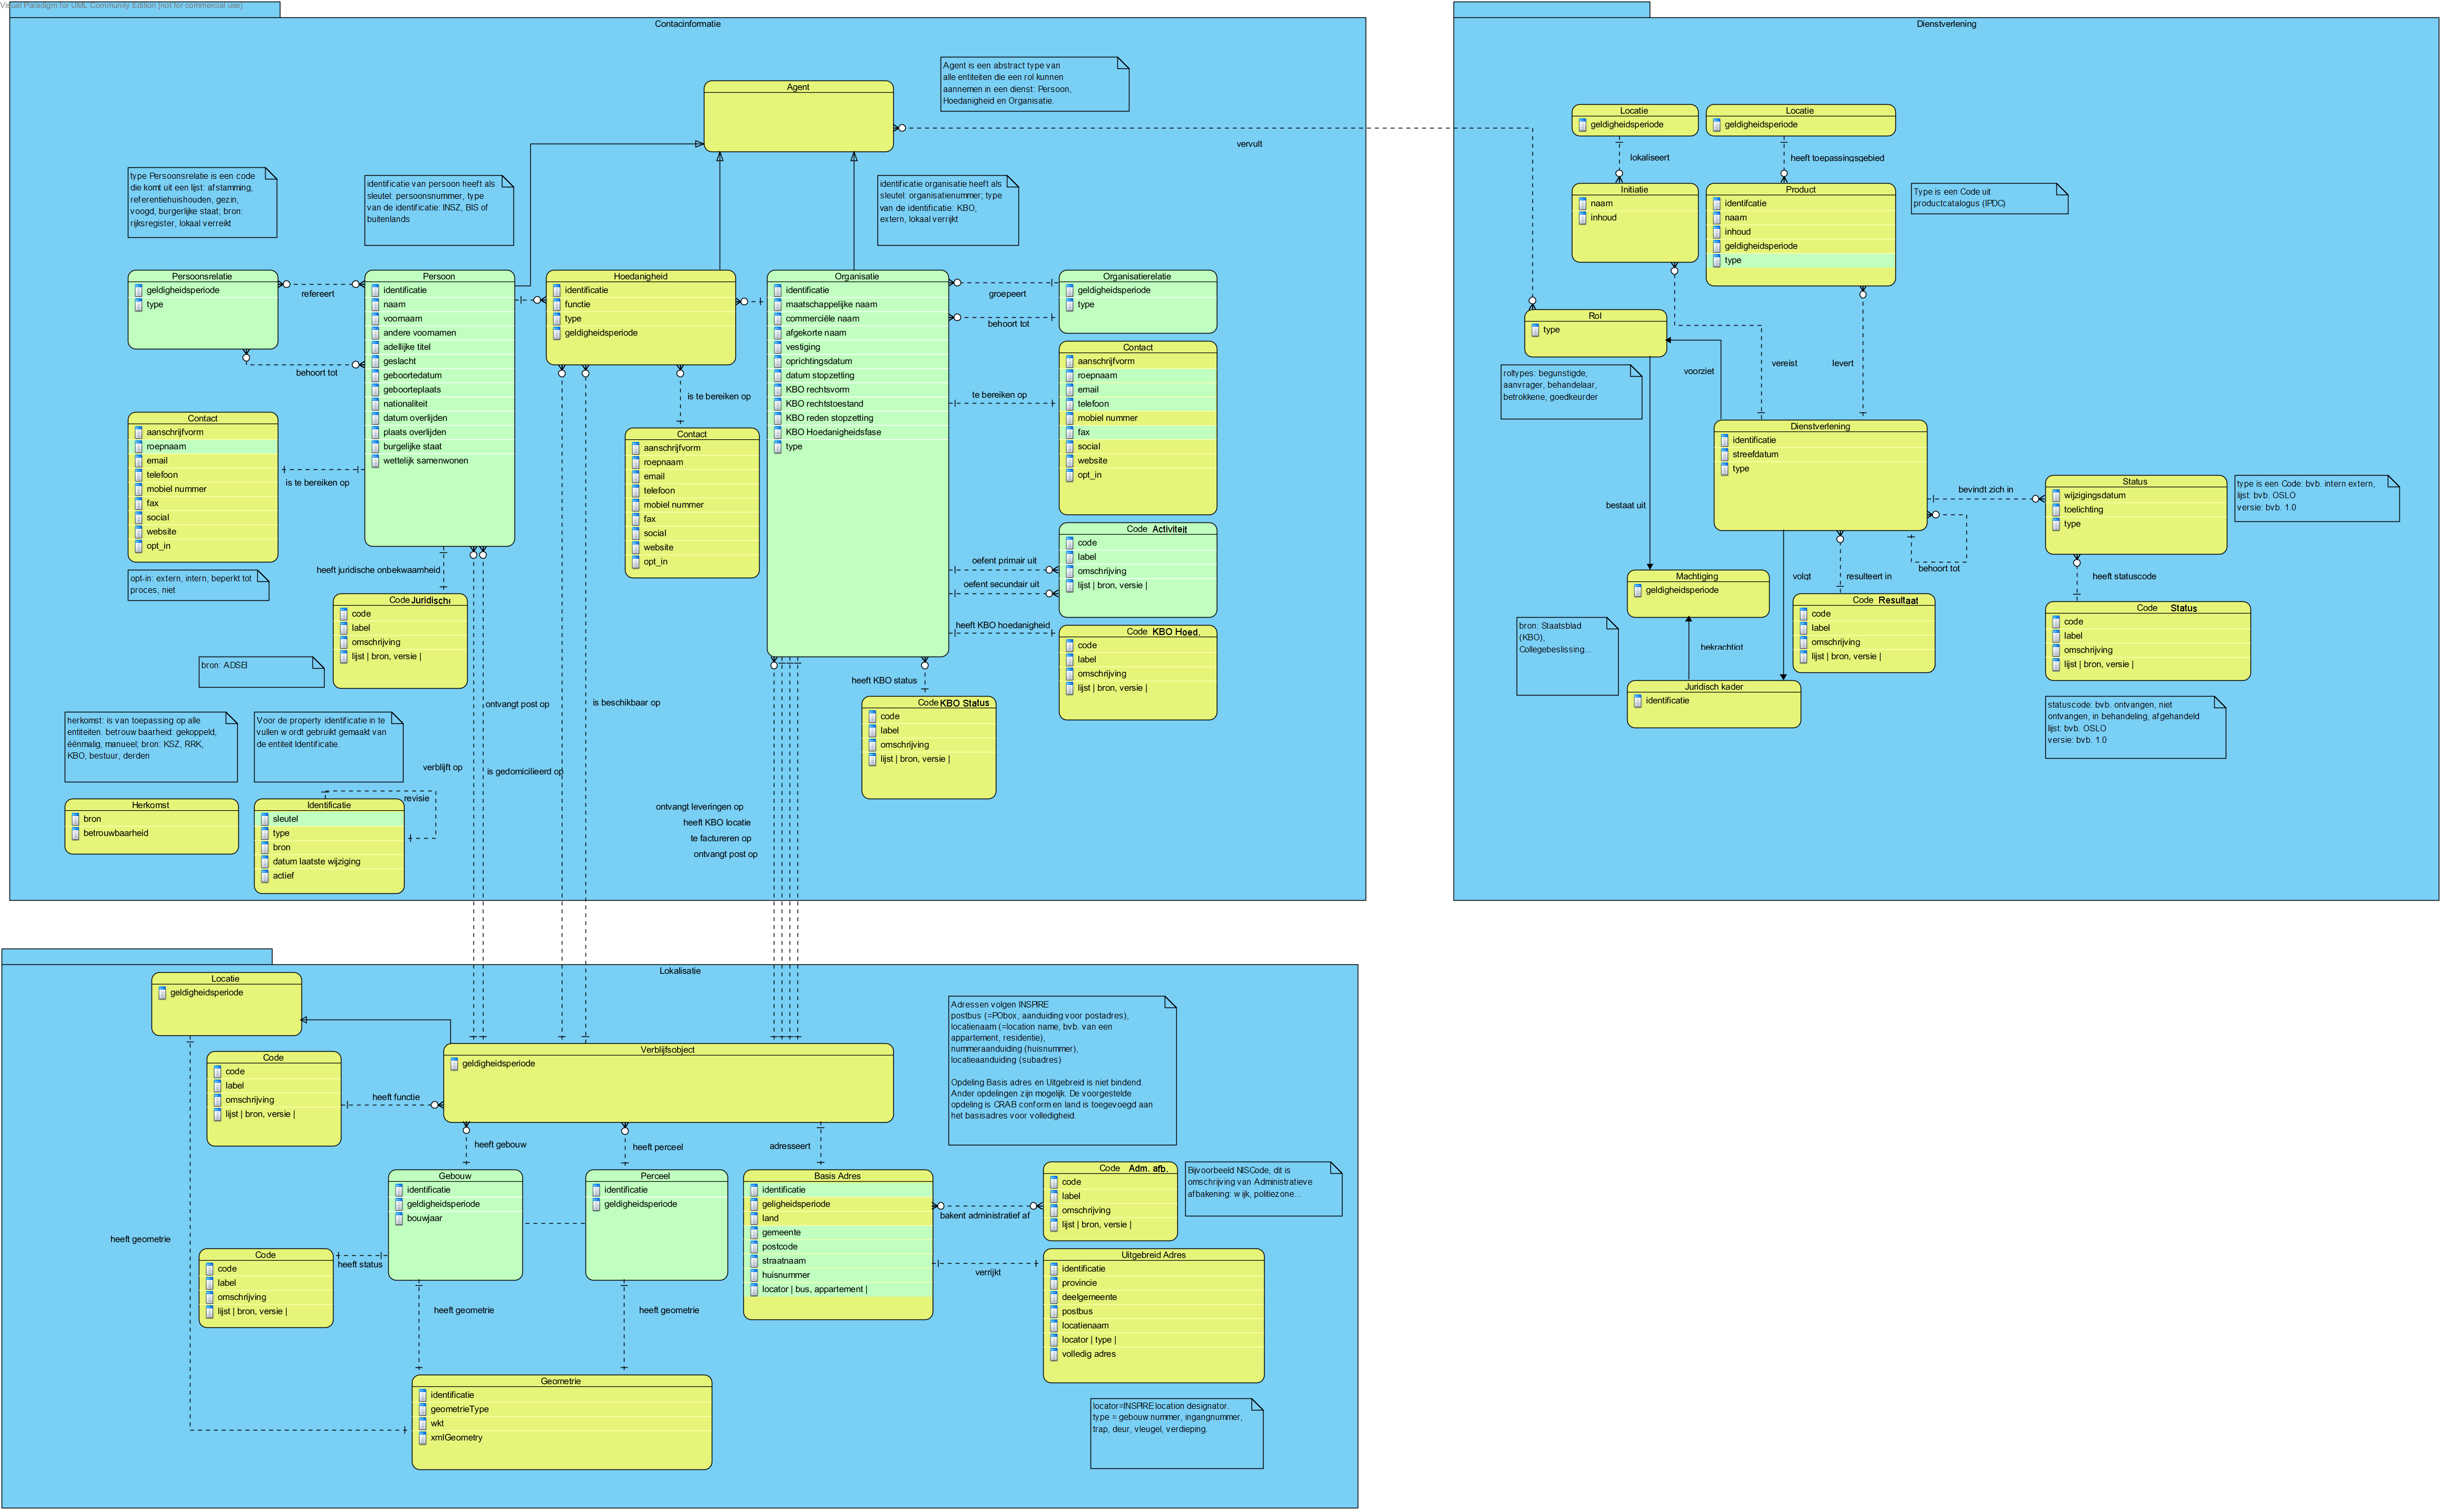 Visual Paradigm for UML Community Edition [not for commercial use]
Contacinformatie
Agent
Agent is een abstract type van
alle entiteiten die een rol kunnen
aannemen in een dienst: Persoon,
Hoedanigheid en Organisatie.
vervult
type Persoonsrelatie is een code
die komt uit een lijst: afstamming,
referentiehuishouden, gezin,
voogd, burgerlijke staat; bron:
rijksregister, lokaal verreikt
identificatie van persoon heeft als
sleutel: persoonsnummer, type
van de identificatie: INSZ, BIS of
buitenlands
identificatie organisatie heeft als
sleutel: organisatienummer; type
van de identificatie: KBO,
extern, lokaal verrijkt
Persoonsrelatie
geldigheidsperiode
type
refereert
behoort tot
Persoon
identificatie
naam
voornaam
andere voornamen
adellijke titel
geslacht
geboortedatum
geboorteplaats
nationaliteit
datum overlijden
plaats overlijden
burgelijke staat
wettelijk samenwonen
Hoedanigheid
identificatie
functie
type
geldigheidsperiode
is te bereiken op
Organisatie
identificatie
maatschappelijke naam
commerciële naam
afgekorte naam
vestiging
oprichtingsdatum
datum stopzetting
KBO rechtsvorm
KBO rechtstoestand
KBO reden stopzetting
KBO Hoedanigheidsfase
type
groepeert
behoort tot
Organisatierelatie
geldigheidsperiode
type
Contact
aanschrijfvorm
roepnaam
email
telefoon
mobiel nummer
fax
social
website
opt_in
te bereiken op
Contact
aanschrijfvorm
roepnaam
email
telefoon
mobiel nummer
fax
social
website
opt_in
is te bereiken op
opt-in: extern, intern, beperkt tot
proces, niet
Contact
aanschrijfvorm
roepnaam
email
telefoon
mobiel nummer
fax
social
website
opt_in
Code Activiteit
code
label
omschrijving
lijst | bron, versie |
oefent primair uit
oefent secundair uit
heeft juridische onbekwaamheid
Code Juridische
code
label
omschrijving
lijst | bron, versie |
bron: ADSEI
heeft KBO hoedanigheid
Code KBO Hoed.
code
label
omschrijving
lijst | bron, versie |
heeft KBO status
Code KBO Status
code
label
omschrijving
lijst | bron, versie |
herkomst: is van toepassing op alle
entiteiten. betrouwbaarheid: gekoppeld,
éénmalig, manueel; bron: KSZ, RRK,
KBO, bestuur, derden
Voor de property identificatie in te
vullen wordt gebruikt gemaakt van
de entiteit Identificatie.
Herkomst
bron
betrouwbaarheid
Identificatie
sleutel
type
bron
datum laatste wijziging
actief
revisie
ontvangt post op
is beschikbaar op
verblijft op
is gedomicilieerd op
ontvangt leveringen op
heeft KBO locatie
te factureren op
ontvangt post op
Dienstverlening
Locatie
geldigheidsperiode
Locatie
geldigheidsperiode
lokaliseert
heeft toepassingsgebied
Initiatie
naam
inhoud
Product
identifcatie
naam
inhoud
geldigheidsperiode
type
Type is een Code uit
productcatalogus (IPDC)
Rol
type
voorziet
vereist
levert
roltypes: begunstigde,
aanvrager, behandelaar,
betrokkene, goedkeurder
Dienstverlening
identificatie
streefdatum
type
bevindt zich in
behoort tot
Status
wijzigingsdatum
toelichting
type
type is een Code: bvb. intern extern,
lijst: bvb. OSLO
versie: bvb. 1.0
bestaat uit
volgt
resulteert in
heeft statuscode
Machtiging
geldigheidsperiode
bron: Staatsblad
(KBO),
Collegebeslissing...
bekrachtigt
Juridisch kader
identificatie
Code Resultaat
code
label
omschrijving
lijst | bron, versie |
Code Status
code
label
omschrijving
lijst | bron, versie |
statuscode: bvb. ontvangen, niet
ontvangen, in behandeling, afgehandeld
lijst: bvb. OSLO
versie: bvb. 1.0
Lokalisatie
Locatie
geldigheidsperiode
Code
code
label
omschrijving
lijst | bron, versie |
heeft functie
Verblijfsobject
geldigheidsperiode
Adressen volgen INSPIRE
postbus (=PObox, aanduiding voor postadres),
locatienaam (=location name, bvb. van een
appartement, residentie),
nummeraanduiding (huisnummer),
locatieaanduiding (subadres)
Opdeling Basis adres en Uitgebreid is niet bindend.
Ander opdelingen zijn mogelijk. De voorgestelde
opdeling is CRAB conform en land is toegevoegd aan
het basisadres voor volledigheid.
heeft gebouw
heeft perceel
adresseert
Gebouw
identificatie
geldigheidsperiode
bouwjaar
Perceel
identificatie
geldigheidsperiode
Basis Adres
identificatie
geligheidsperiode
land
gemeente
postcode
straatnaam
huisnummer
locator | bus, appartement |
bakent administratief af
Code Adm. afb.
code
label
omschrijving
lijst | bron, versie |
Bijvoorbeeld NISCode, dit is
omschrijving van Administratieve
afbakening: wijk, politiezone...
verrijkt
Uitgebreid Adres
identificatie
provincie
deelgemeente
postbus
locatienaam
locator | type |
volledig adres
heeft geometrie
Code
code
label
omschrijving
lijst | bron, versie |
heeft status
heeft geometrie
heeft geometrie
Geometrie
identificatie
geometrieType
wkt
xmlGeometry
locator=INSPIRE location designator.
type = gebouw nummer, ingangnummer,
trap, deur, vleugel, verdieping.